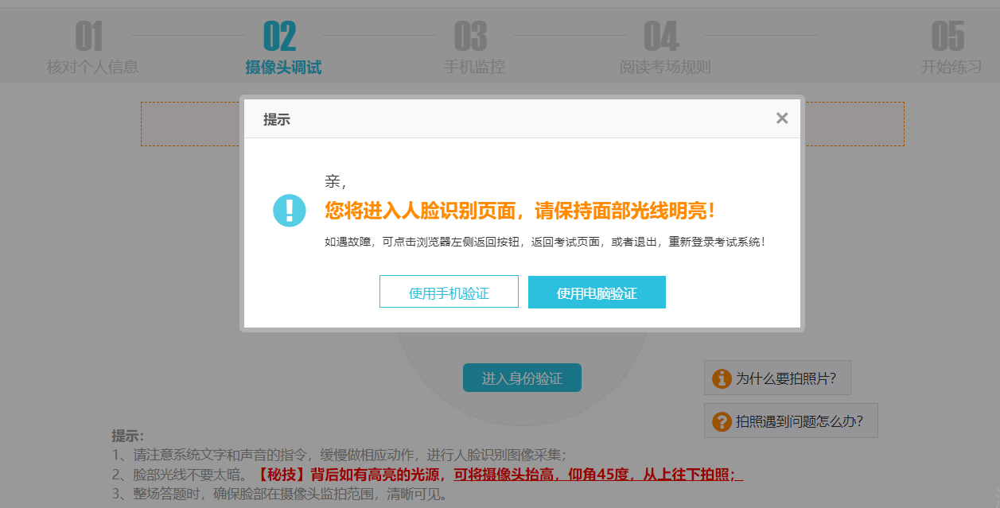 01
02
03
04
05
核对个人信息
摄像头调试
手机监控
阅读考场规则
开始练习
提示
亲，
您将进入人脸识别页面，请保持面部光线明亮！
如遇故障，可点击浏览器左侧返回按钮，返回考试页面，或者退出，重新登录考试系统！
使用手机验证
使用电脑验证
进入身份验证
为什么要拍照片？
拍照遇到问题怎么办？
提示：
1、请注意系统文字和声音的指令，缓慢做相应动作，进行人脸识别图像采集；
2、脸部光线不要太暗。【秘技】背后如有高亮的光源，可将摄像头抬高，仰角45度，从上往下拍照；
3、整场答题时，确保脸部在摄像头监拍范围，清晰可见。